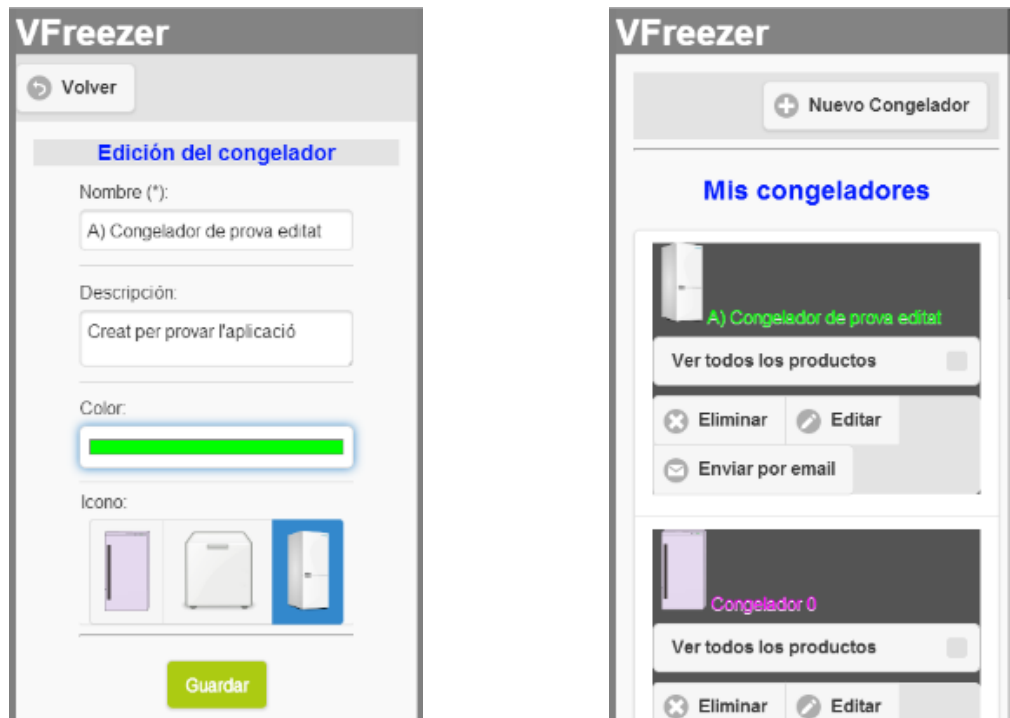 VFreezer
Volver
Edición del congelador
Nombre (*):
A) Congelador de prova editat
Descripción:
Creat per provar l'aplicació
Color:
Icono:
Guardar
VFreezer
Nuevo Congelador
Mis congeladores
A) Congelador de prova editat
Ver todos los productos
Eliminar Editar
Enviar por email
Congelador 0
Ver todos los productos
Eliminar Editar